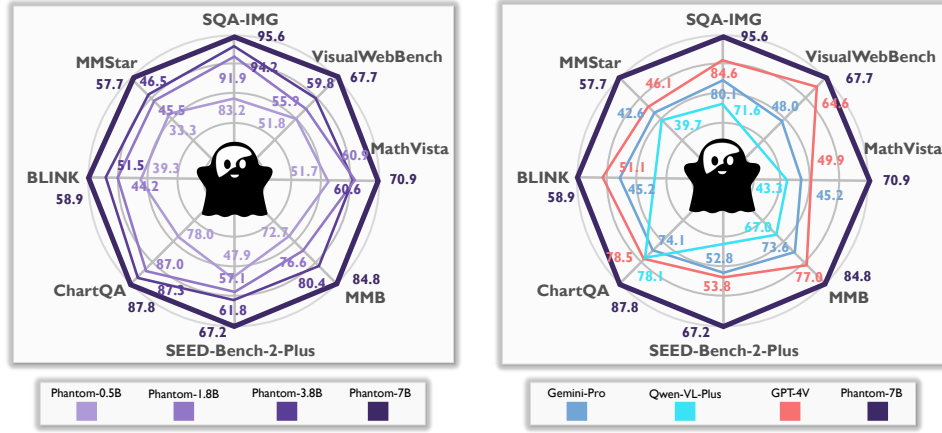 SQA-IMG
95.6
VisualWebBench
67.7
MathVista
70.9
84.8
MMB
67.2
SEED-Bench-2-Plus
ChartQA
87.8
BLINK
58.9
MMStar
57.7
94.2
91.9
83.2
59.8
55.9
51.8
60.9
60.6
51.7
80.4
76.6
72.7
61.8
57.1
47.9
87.3
87.0
78.0
51.5
44.2
39.3
46.5
45.5
33.3
Phantom-0.5B
Phantom-1.8B
Phantom-3.8B
Phantom-7B
SQA-IMG
95.6
VisualWebBench
67.7
MathVista
70.9
84.8
MMB
67.2
SEED-Bench-2-Plus
ChartQA
87.8
BLINK
58.9
MMStar
57.7
84.6
80.1
71.6
64.6
48.0
49.9
45.2
43.3
77.0
73.6
67.0
53.8
52.8
78.5
78.1
74.1
51.1
45.2
46.1
42.6
39.7
Gemini-Pro
Qwen-VL-Plus
GPT-4V
Phantom-7B